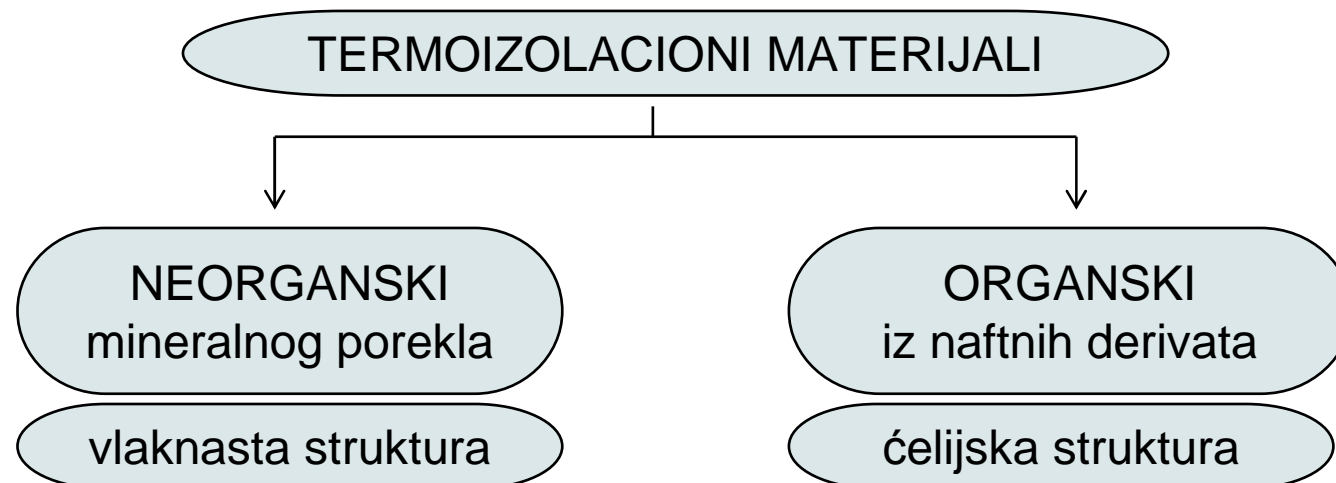 TERMOIZOLACIONI MATERIJALI
NEORGANSKI
mineralnog porekla
vlaknasta struktura
ORGANSKI
iz naftnih derivata
ćelijska struktura